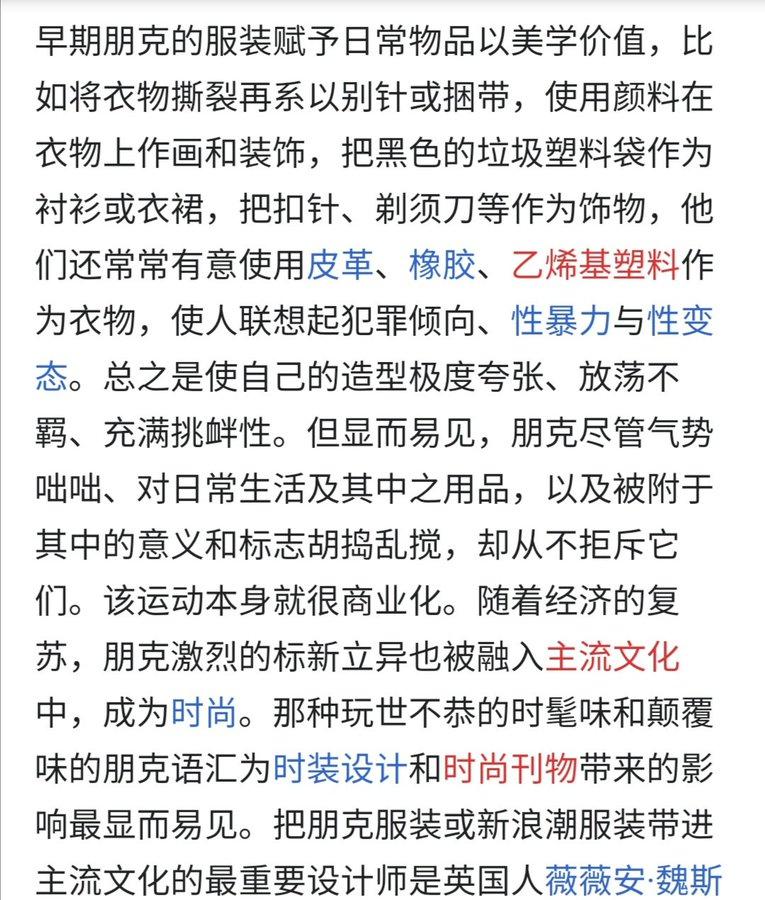 早期朋克的服装赋予日常物品以美学价值，比
如将衣物撕裂再系以别针或捆带，使用颜料在
衣物上作画和装饰，把黑色的垃圾塑料袋作为
衬衫或衣裙，把扣针、剃须刀等作为饰物，他
们还常常有意使用皮革、橡胶、乙烯基塑料作
为衣物，使人联想起犯罪倾向、性暴力与性变
态。总之是使自己的造型极度夸张、放荡不
羁、充满挑衅性。但显而易见，朋克尽管气势
咄咄、对日常生活及其中之用品，以及被附于
其中的意义和标志胡捣乱搅，却从不拒斥它
们。该运动本身就很商业化。随着经济的复
苏，朋克激烈的标新立异也被融入主流文化
中，成为时尚。那种玩世不恭的时髦味和颠覆
味的朋克语汇为时装设计和时尚刊物带来的影
响最显而易见。把朋克服装或新浪潮服装带进
主流文化的最重要设计师是英国人薇薇安·魏斯